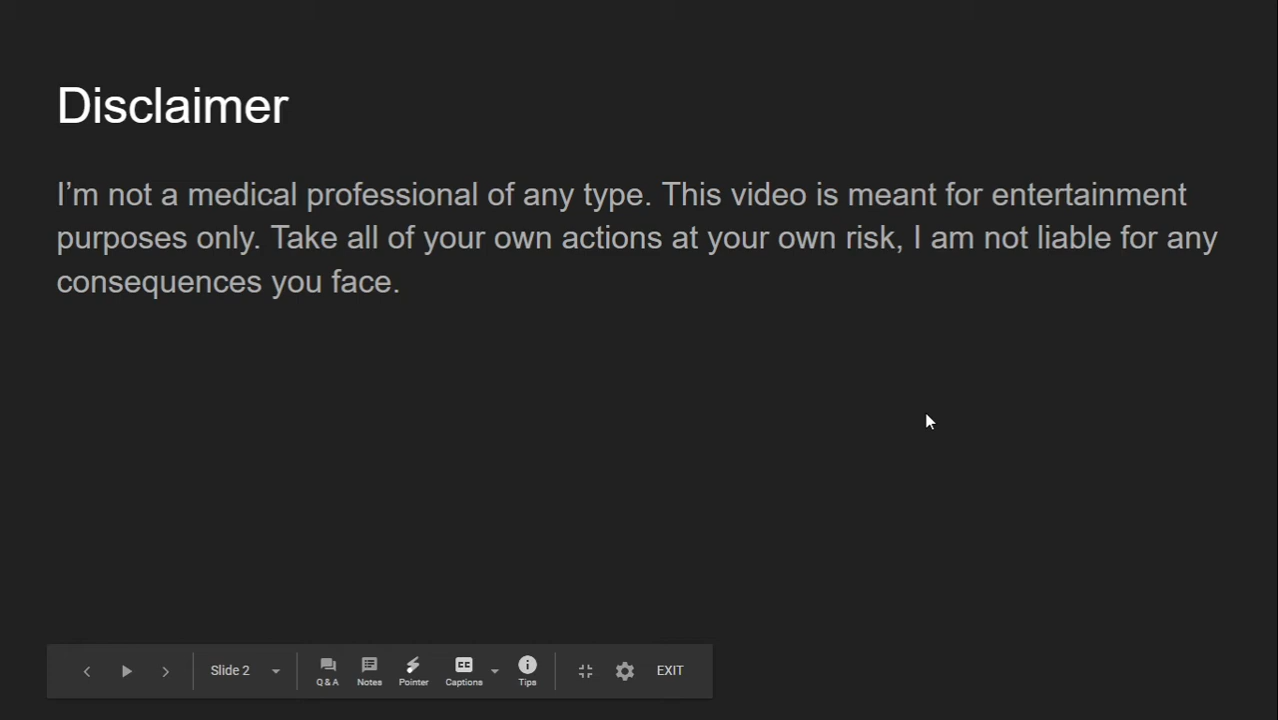 Disclaimer
I'm not a medical professional of any type. This video is meant for entertainment
purposes only. Take all of your own actions at your own risk, I am not liable for any
consequences you face.
Slide 2
Q & A Notes Pointer CC Captions Tips EXIT